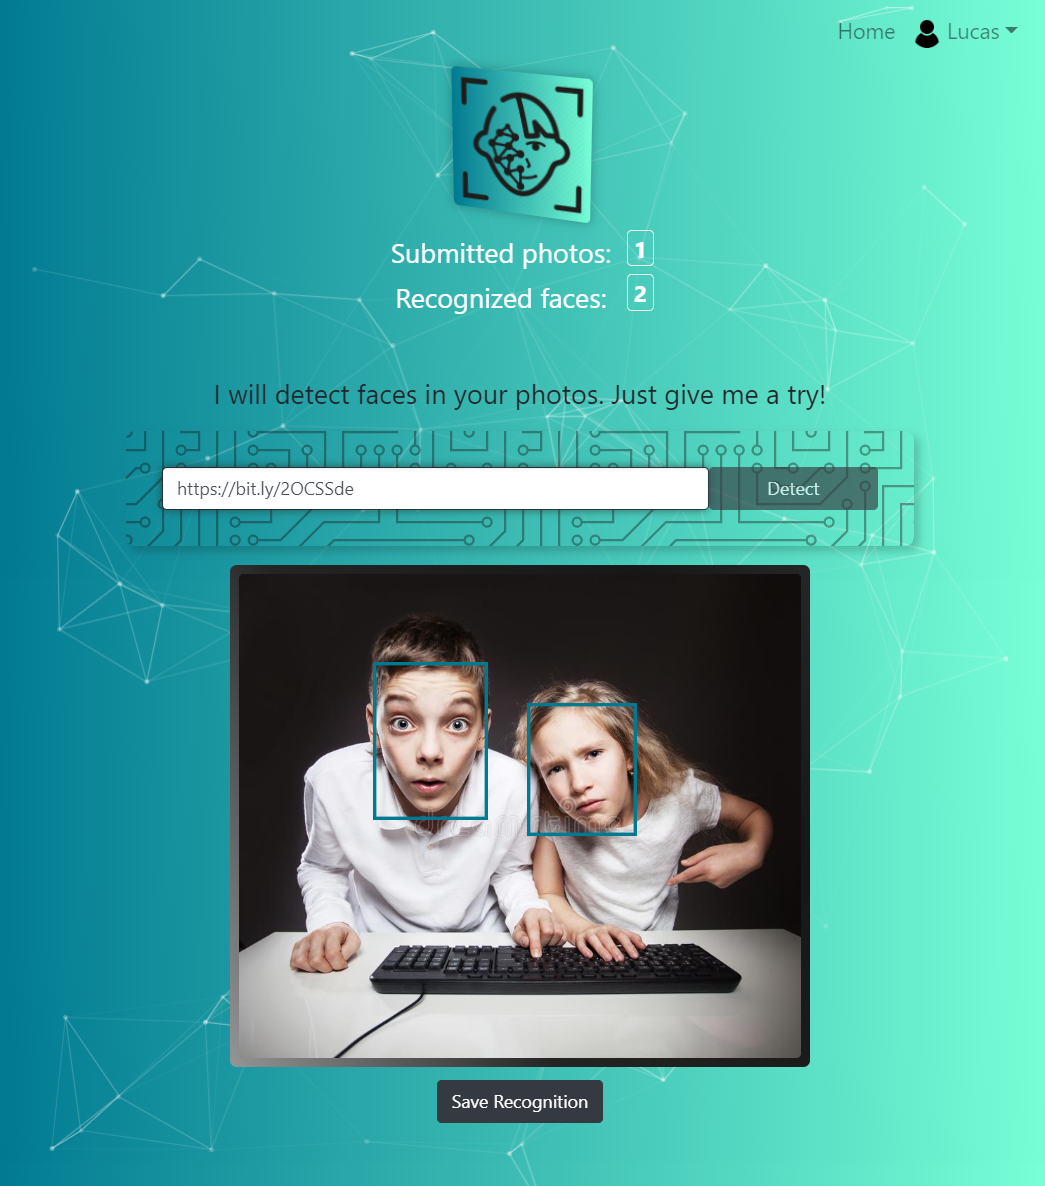 Home Lucas
Submitted photos: 1
Recognized faces: 2
I will detect faces in your photos. Just give me a try!
https://bit.ly/2OCSSde Detect
dreamstime
Save Recognition